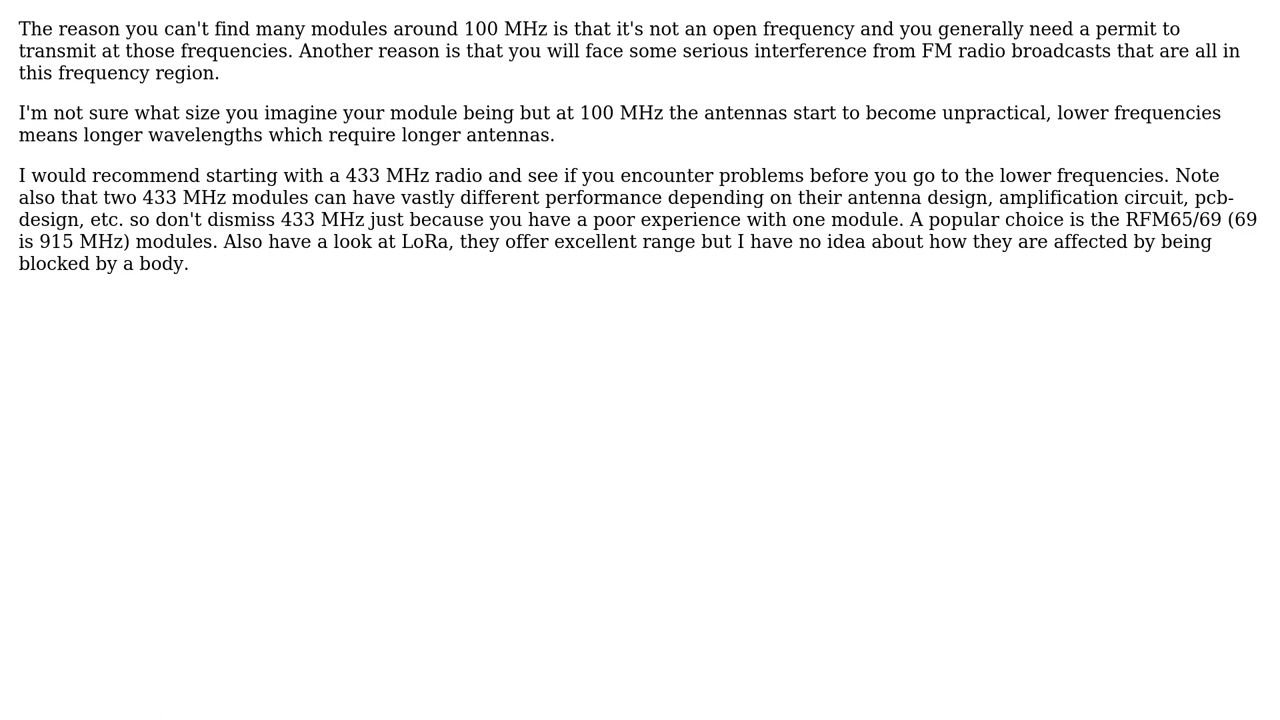 The reason you can't find many modules around 100 MHz is that it's not an open frequency and you generally need a permit to
transmit at those frequencies. Another reason is that you will face some serious interference from FM radio broadcasts that are all in
this frequency region.
I'm not sure what size you imagine your module being but at 100 MHz the antennas start to become unpractical, lower frequencies
means longer wavelengths which require longer antennas.
I would recommend starting with a 433 MHz radio and see if you encounter problems before you go to the lower frequencies. Note
also that two 433 MHz modules can have vastly different performance depending on their antenna design, amplification circuit, pcb-
design, etc. so don't dismiss 433 MHz just because you have a poor experience with one module. A popular choice is the RFM65/69 (69
is 915 MHz) modules. Also have a look at LoRa, they offer excellent range but I have no idea about how they are affected by being
blocked by a body.